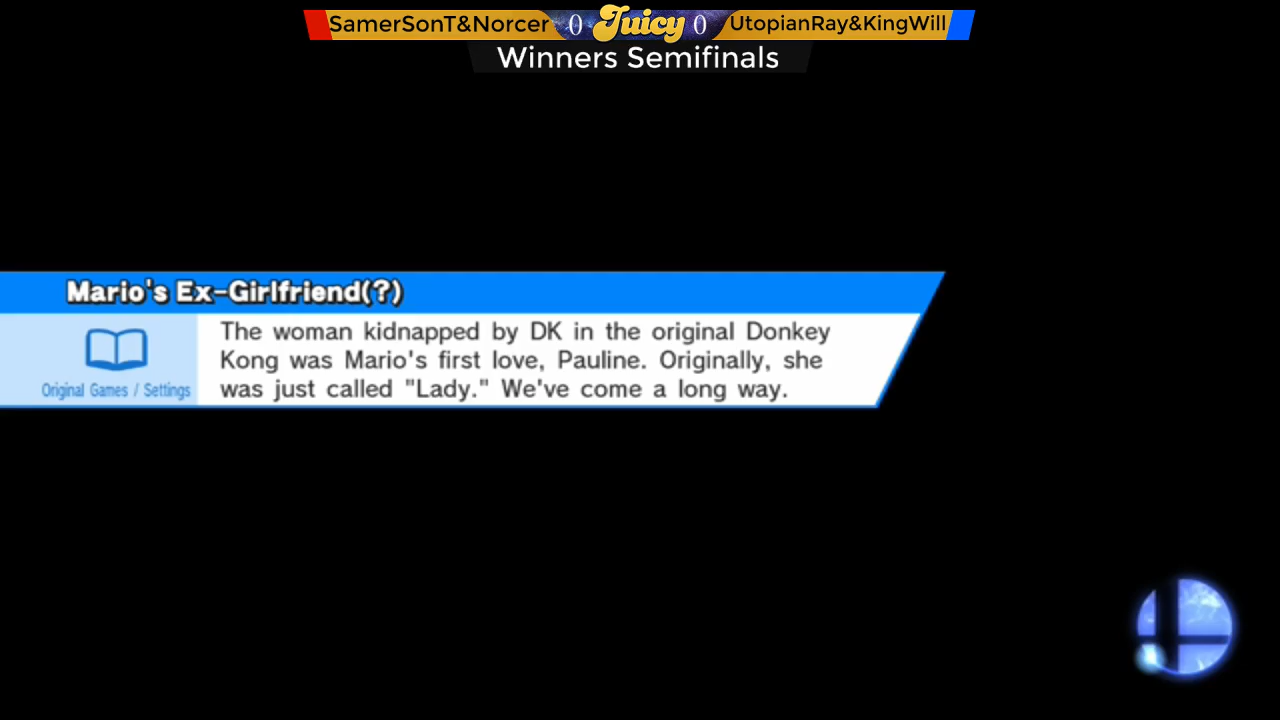 SamerSonT&Norcer 0 Juicy 0 UtopianRay&KingWill
Winners Semifinals
Mario's Ex-Girlfriend(?)
The woman kidnapped by DK in the original Donkey
Kong was Mario's first love, Pauline. Originally, she
was just called "Lady." We've come a long way.
Original Games / Settings